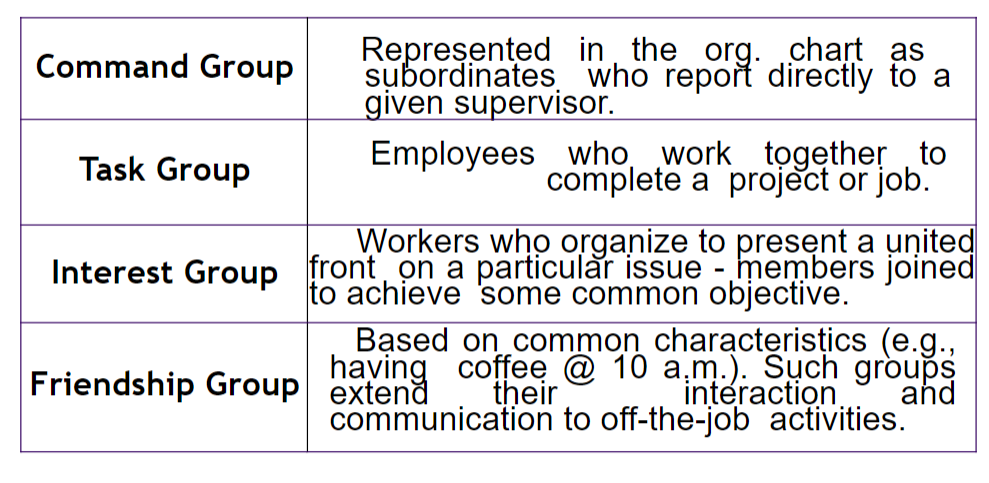 Command Group
Represented in the org. chart as
subordinates who report directly to a
given supervisor.
Task Group
Employees who work together to
complete a project or job.
Interest Group
Workers who organize to present a united
front on a particular issue - members joined
to achieve some common objective.
Friendship Group
Based on common characteristics (e.g.,
having coffee @ 10 a.m.). Such groups
extend their interaction and
communication to off-the-job activities.